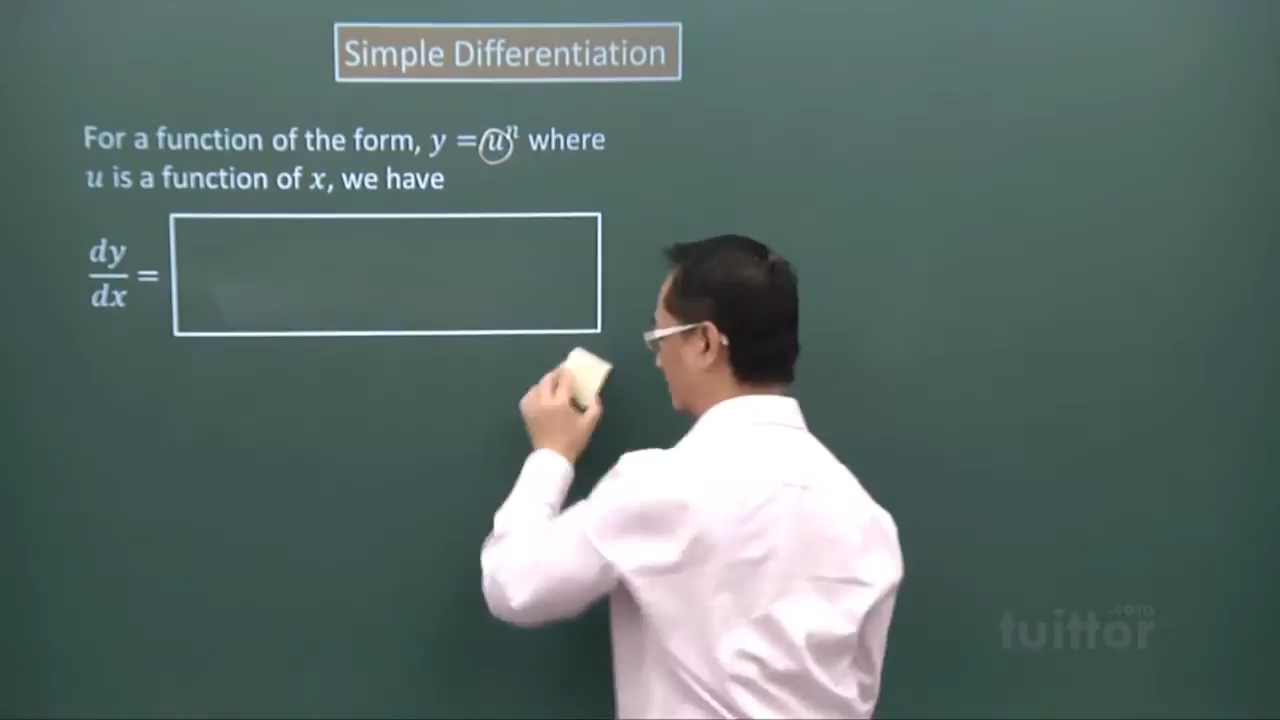 Simple Differentiation
For a function of the form, y = uⁿ where
u is a function of x, we have
dy
dx
=
tuittor.com